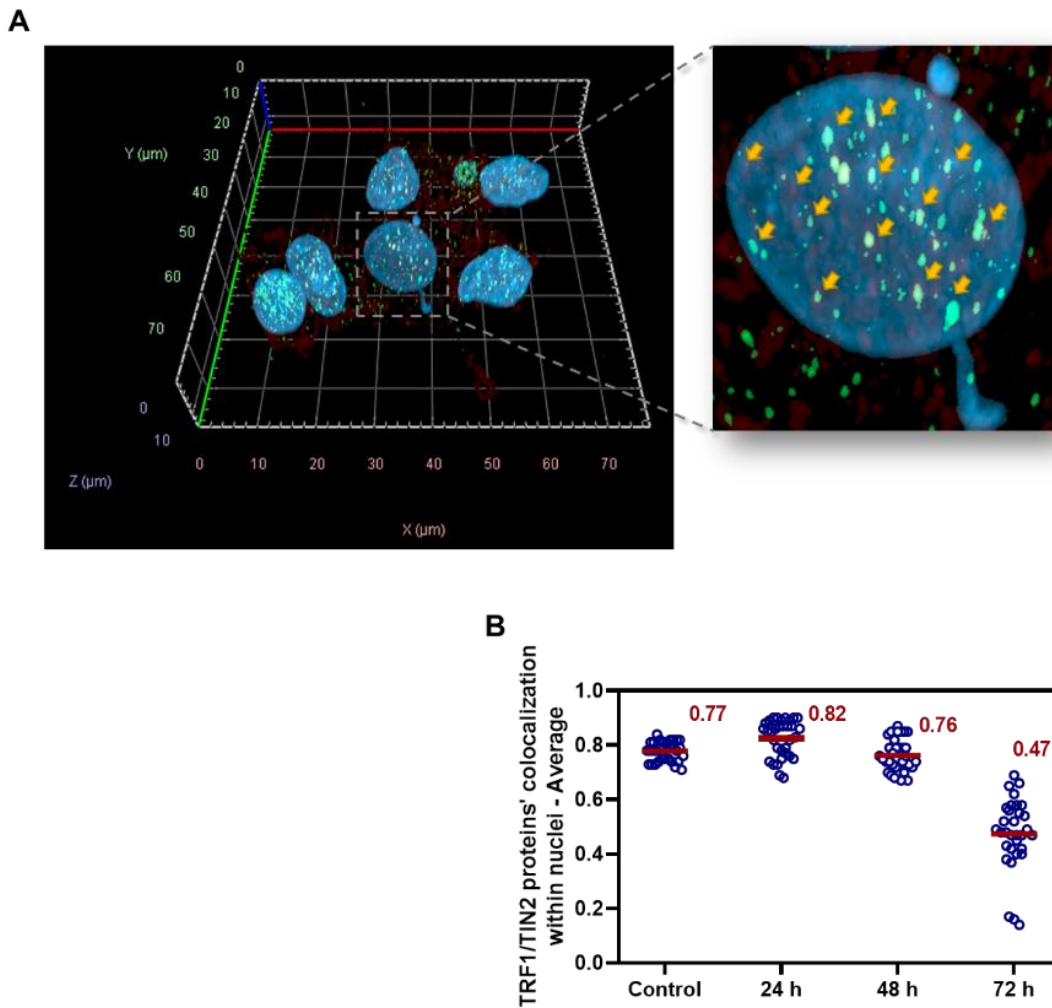 A
0
10
20
Y (µm)
30
40
50
60
70
0
10
Z (µm)
0 10 20 30 40 50 60 70
X (µm)
B
TRF1/TIN2 proteins' colocalization
within nuclei - Average
1.0
0.8
0.6
0.4
0.2
0.0
0.77
0.82
0.76
0.47
Control 24 h 48 h 72 h